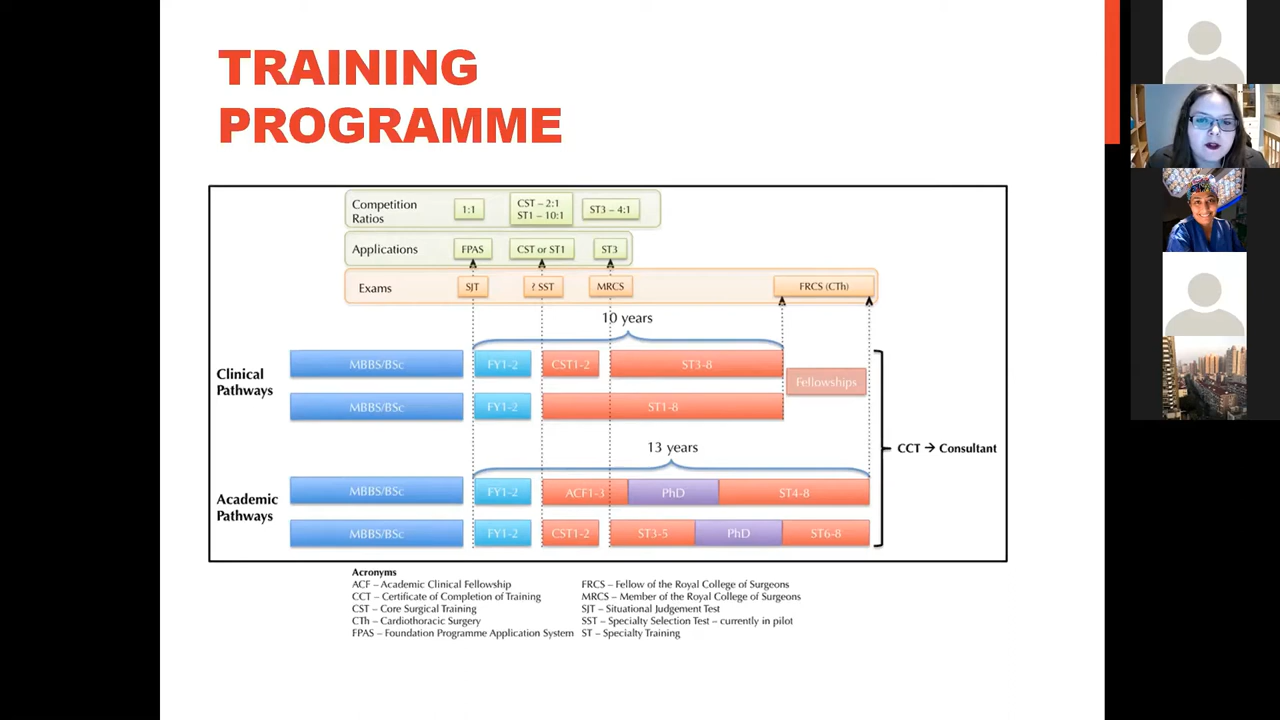 TRAINING
PROGRAMME
Competition
Ratios
1:1
CST – 2:1
ST1 – 10:1
ST3 – 4:1
Applications
FPAS
CST or ST1
ST3
Exams
SJT
? SST
MRCS
FRCS (CTh)
10 years
Clinical
Pathways
MBBS/BSc
FY1-2
CST1-2
ST3-8
Fellowships
MBBS/BSc
FY1-2
ST1-8
13 years
CCT → Consultant
Academic
Pathways
MBBS/BSc
FY1-2
ACF1-3
PhD
ST4-8
MBBS/BSc
FY1-2
CST1-2
ST3-5
PhD
ST6-8
Acronyms
ACF – Academic Clinical Fellowship
CCT – Certificate of Completion of Training
CST – Core Surgical Training
CTh – Cardiothoracic Surgery
FPAS – Foundation Programme Application System
FRCS – Fellow of the Royal College of Surgeons
MRCS – Member of the Royal College of Surgeons
SJT – Situational Judgement Test
SST – Specialty Selection Test – currently in pilot
ST – Specialty Training